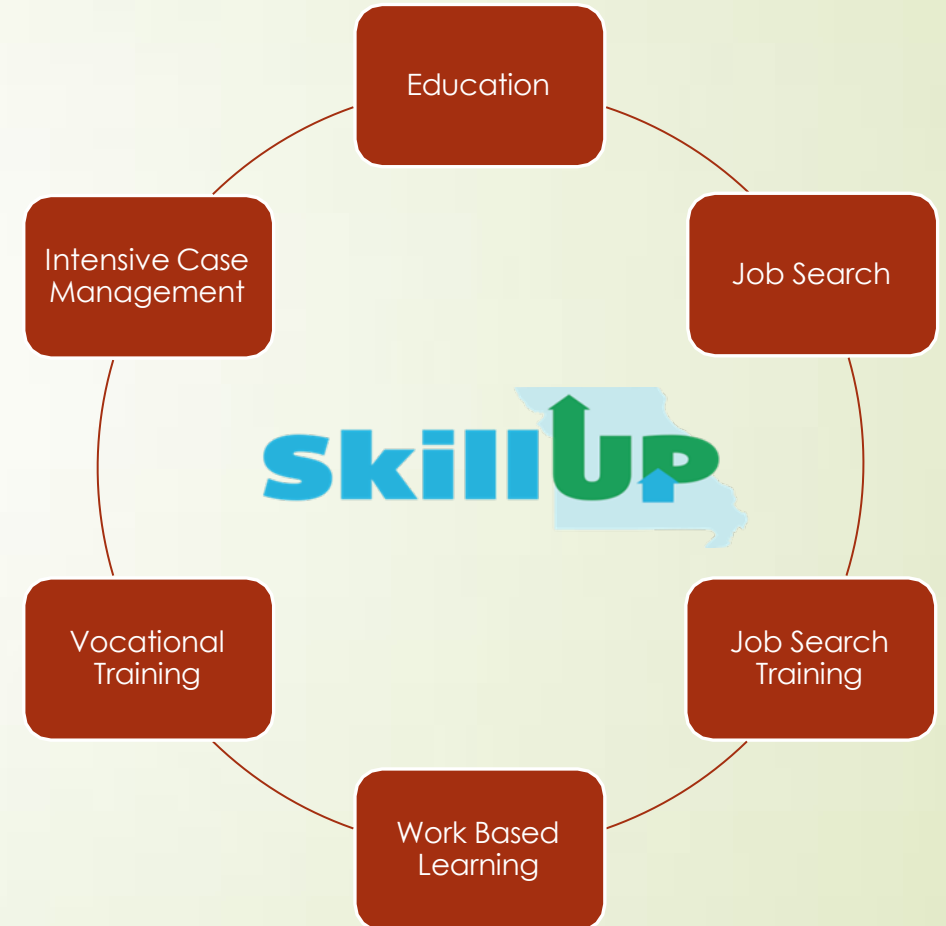 Education
Job Search
Job Search
Training
Work Based
Learning
Vocational
Training
Intensive Case
Management
SkillUP